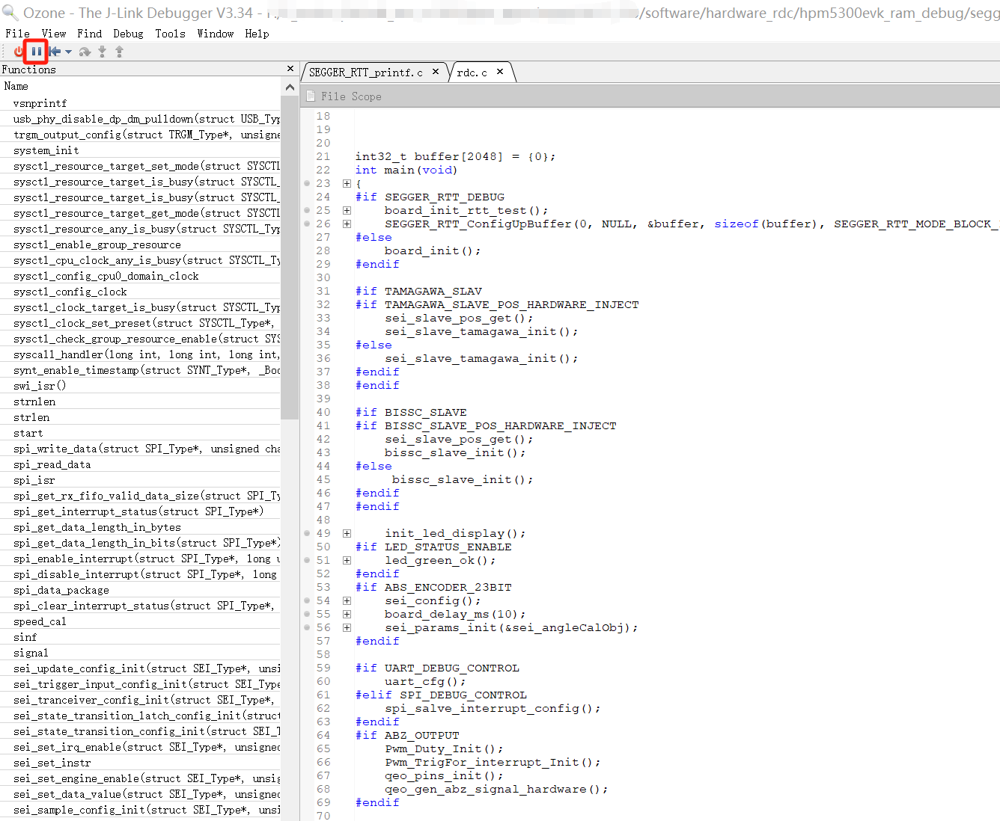 Ozone - The J-Link Debugger V3.34 - /software/hardware_rdc/hpm5300evk_ram_debug/segg
File View Find Debug Tools Window Help
Functions
Name
vsnprintf
usb_phy_disable_dp_dm_pulldown(struct USB_Typ
trgm_output_config(struct TRGM_Type*, unsigne
system_init
sysctl_resource_target_set_mode(struct SYSCTL
sysctl_resource_target_is_busy(struct SYSCTL_
sysctl_resource_target_is_busy(struct SYSCTL_
sysctl_resource_target_get_mode(struct SYSCTL
sysctl_resource_any_is_busy(struct SYSCTL_Typ
sysctl_enable_group_resource
sysctl_cpu_clock_any_is_busy(struct SYSCTL_Ty
sysctl_config_cpu0_domain_clock
sysctl_config_clock
sysctl_clock_target_is_busy(struct SYSCTL_Typ
sysctl_clock_set_preset(struct SYSCTL_Type*,
sysctl_check_group_resource_enable(struct SYS
syscall_handler(long int, long int, long int,
synt_enable_timestamp(struct SYNT_Type*, _Boo
swi_isr()
strnlen
strlen
start
spi_write_data(struct SPI_Type*, unsigned cha
spi_read_data
spi_isr
spi_get_rx_fifo_valid_data_size(struct SPI_Ty
spi_get_interrupt_status(struct SPI_Type*)
spi_get_data_length_in_bytes
spi_get_data_length_in_bits(struct SPI_Type*)
spi_enable_interrupt(struct SPI_Type*, long u
spi_disable_interrupt(struct SPI_Type*, long
spi_data_package
spi_clear_interrupt_status(struct SPI_Type*,
speed_cal
sinf
signal
sei_update_config_init(struct SEI_Type*, unsi
sei_trigger_input_config_init(struct SEI_Type
sei_tranceiver_config_init(struct SEI_Type*,
sei_state_transition_latch_config_init(struct
sei_state_transition_config_init(struct SEI_T
sei_set_irq_enable(struct SEI_Type*, unsigned
sei_set_instr
sei_set_engine_enable(struct SEI_Type*, unsig
sei_set_data_value(struct SEI_Type*, unsigned
sei_sample_config_init(struct SEI_Type*, unsi
SEGGER_RTT_printf.c × rdc.c ×
File Scope
18
19
20
21 int32_t buffer[2048] = {0};
22 int main(void)
23 {
24 #if SEGGER_RTT_DEBUG
25 board_init_rtt_test();
26 SEGGER_RTT_ConfigUpBuffer(0, NULL, &buffer, sizeof(buffer), SEGGER_RTT_MODE_BLOCK_
27 #else
28 board_init();
29 #endif
30
31 #if TAMAGAWA_SLAV
32 #if TAMAGAWA_SLAVE_POS_HARDWARE_INJECT
33 sei_slave_pos_get();
34 sei_slave_tamagawa_init();
35 #else
36 sei_slave_tamagawa_init();
37 #endif
38 #endif
39
40 #if BISSC_SLAVE
41 #if BISSC_SLAVE_POS_HARDWARE_INJECT
42 sei_slave_pos_get();
43 bissc_slave_init();
44 #else
45 bissc_slave_init();
46 #endif
47 #endif
48
49 init_led_display();
50 #if LED_STATUS_ENABLE
51 led_green_ok();
52 #endif
53 #if ABS_ENCODER_23BIT
54 sei_config();
55 board_delay_ms(10);
56 sei_params_init(&sei_angleCalObj);
57 #endif
58
59 #if UART_DEBUG_CONTROL
60 uart_cfg();
61 #elif SPI_DEBUG_CONTROL
62 spi_salve_interrupt_config();
63 #endif
64 #if ABZ_OUTPUT
65 Pwm_Duty_Init();
66 Pwm_TrigFor_interrupt_Init();
67 qeo_pins_init();
68 qeo_gen_abz_signal_hardware();
69 #endif
70